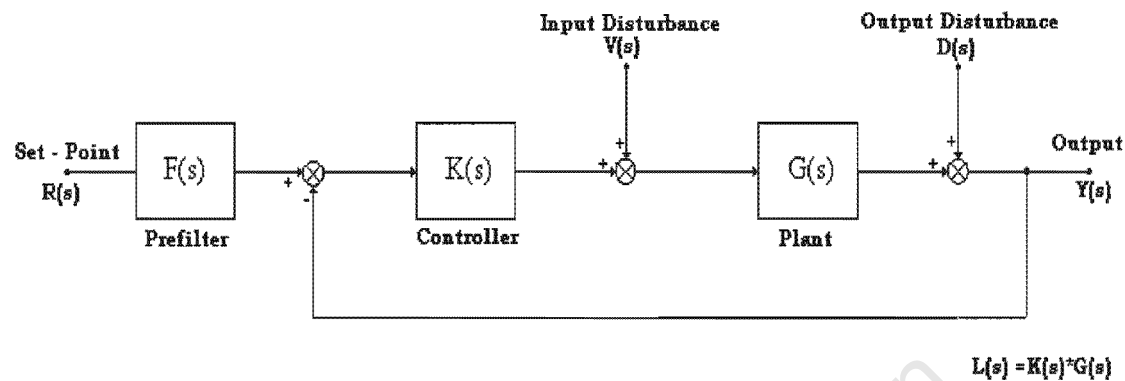 Input Disturbance
V(s)
Output Disturbance
D(s)
Set - Point
R(s)
F(s)
Prefilter
+
-
K(s)
Controller
+
+
G(s)
Plant
+
+
Output
Y(s)
L(s) =K(s)*G(s)